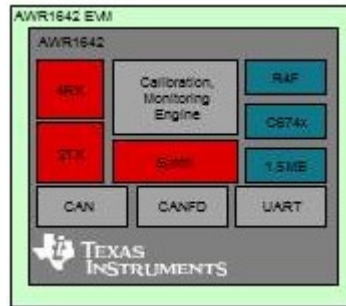 AWR1642 EVM
AWR1642
4RX
Calibration,
Monitoring
Engine
R4F
C674x
2TX
Synth
1.5MB
CAN
CANFD
UART
TEXAS
INSTRUMENTS